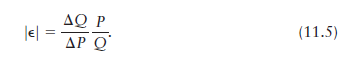 |ϵ| = ΔQ/ΔP P/Q. (11.5)